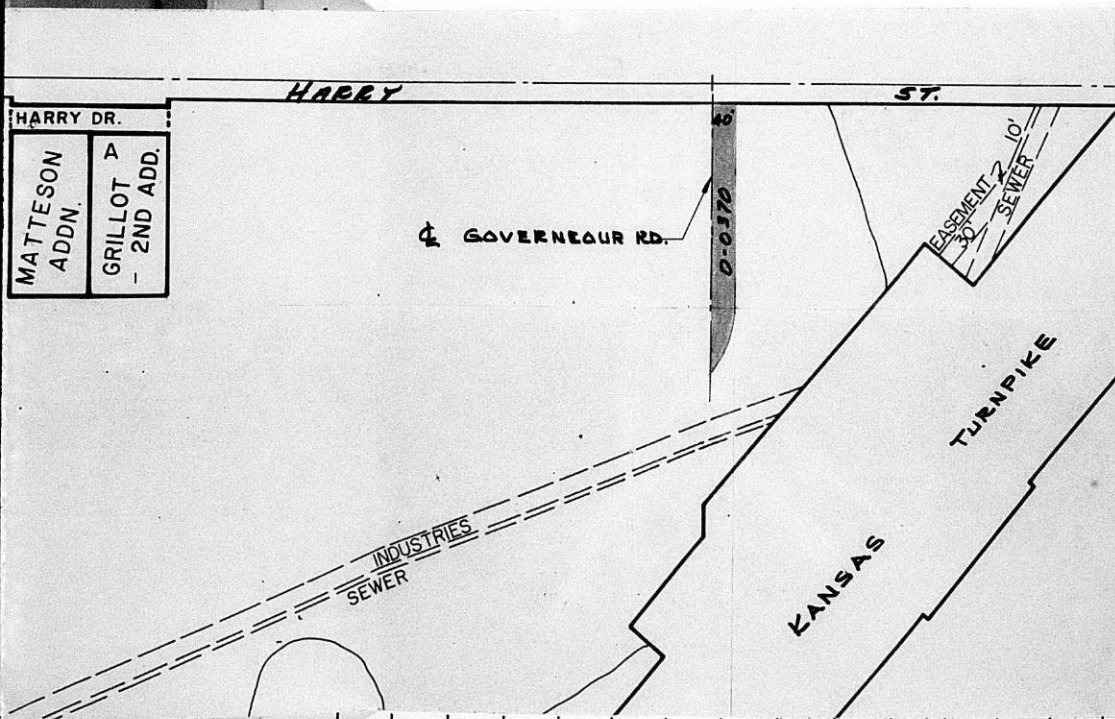 HARRY ST.
HARRY DR.
MATTESON
ADDN.
A
GRILLOT
- 2ND ADD.
40'
0-0370
℄ GOVERNEOUR RD.
EASEMENT
30'
10'
SEWER
INDUSTRIES
SEWER
KANSAS TURNPIKE